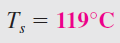 Tₛ = 119°C